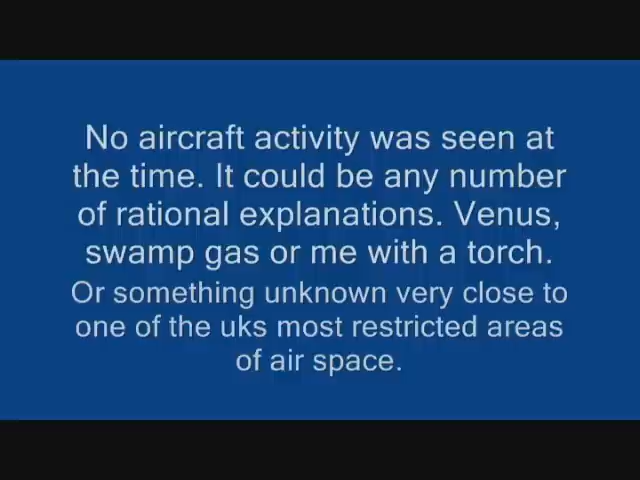 No aircraft activity was seen at
the time. It could be any number
of rational explanations. Venus,
swamp gas or me with a torch.
Or something unknown very close to
one of the uks most restricted areas
of air space.